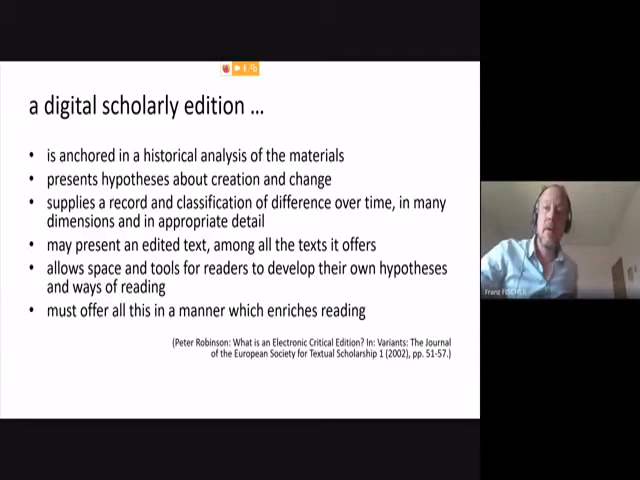 a digital scholarly edition ...
• is anchored in a historical analysis of the materials
• presents hypotheses about creation and change
• supplies a record and classification of difference over time, in many
dimensions and in appropriate detail
• may present an edited text, among all the texts it offers
• allows space and tools for readers to develop their own hypotheses
and ways of reading
• must offer all this in a manner which enriches reading
(Peter Robinson: What is an Electronic Critical Edition? In: Variants: The Journal
of the European Society for Textual Scholarship 1 (2002), pp. 51-57.)
Franz FISCHER